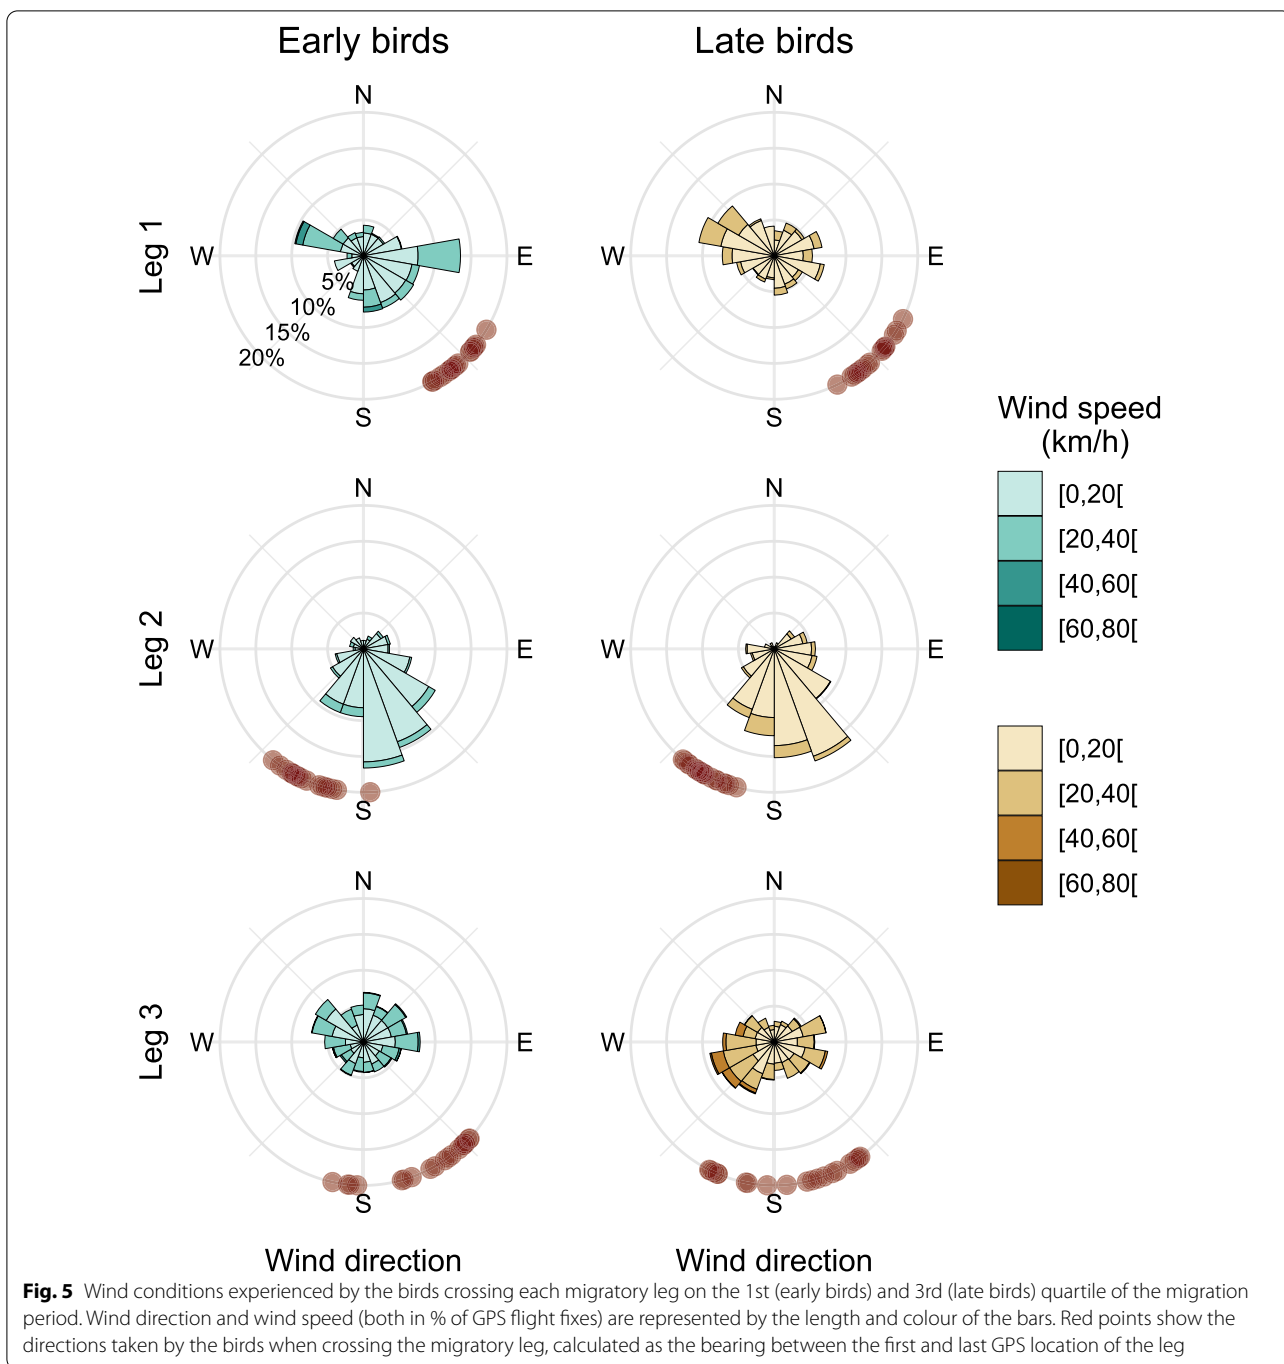 Early birds
Late birds
N
N
Leg 1
W
E
W
E
5%
10%
15%
20%
S
S
Wind speed
(km/h)
[0,20[
[20,40[
[40,60[
[60,80[
N
N
Leg 2
W
E
W
E
S
S
[0,20[
[20,40[
[40,60[
[60,80[
N
N
Leg 3
W
E
W
E
S
S
Wind direction
Wind direction
Fig. 5 Wind conditions experienced by the birds crossing each migratory leg on the 1st (early birds) and 3rd (late birds) quartile of the migration
period. Wind direction and wind speed (both in % of GPS flight fixes) are represented by the length and colour of the bars. Red points show the
directions taken by the birds when crossing the migratory leg, calculated as the bearing between the first and last GPS location of the leg